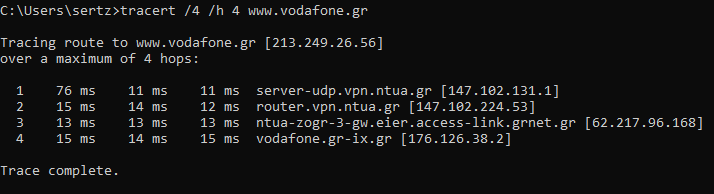 C:\Users\sertz>tracert /4 /h 4 www.vodafone.gr
Tracing route to www.vodafone.gr [213.249.26.56]
over a maximum of 4 hops:
1 76 ms 11 ms 11 ms server-udp.vpn.ntua.gr [147.102.131.1]
2 15 ms 14 ms 12 ms router.vpn.ntua.gr [147.102.224.53]
3 13 ms 13 ms 13 ms ntua-zogr-3-gw.eier.access-link.grnet.gr [62.217.96.168]
4 15 ms 14 ms 15 ms vodafone.gr-ix.gr [176.126.38.2]
Trace complete.